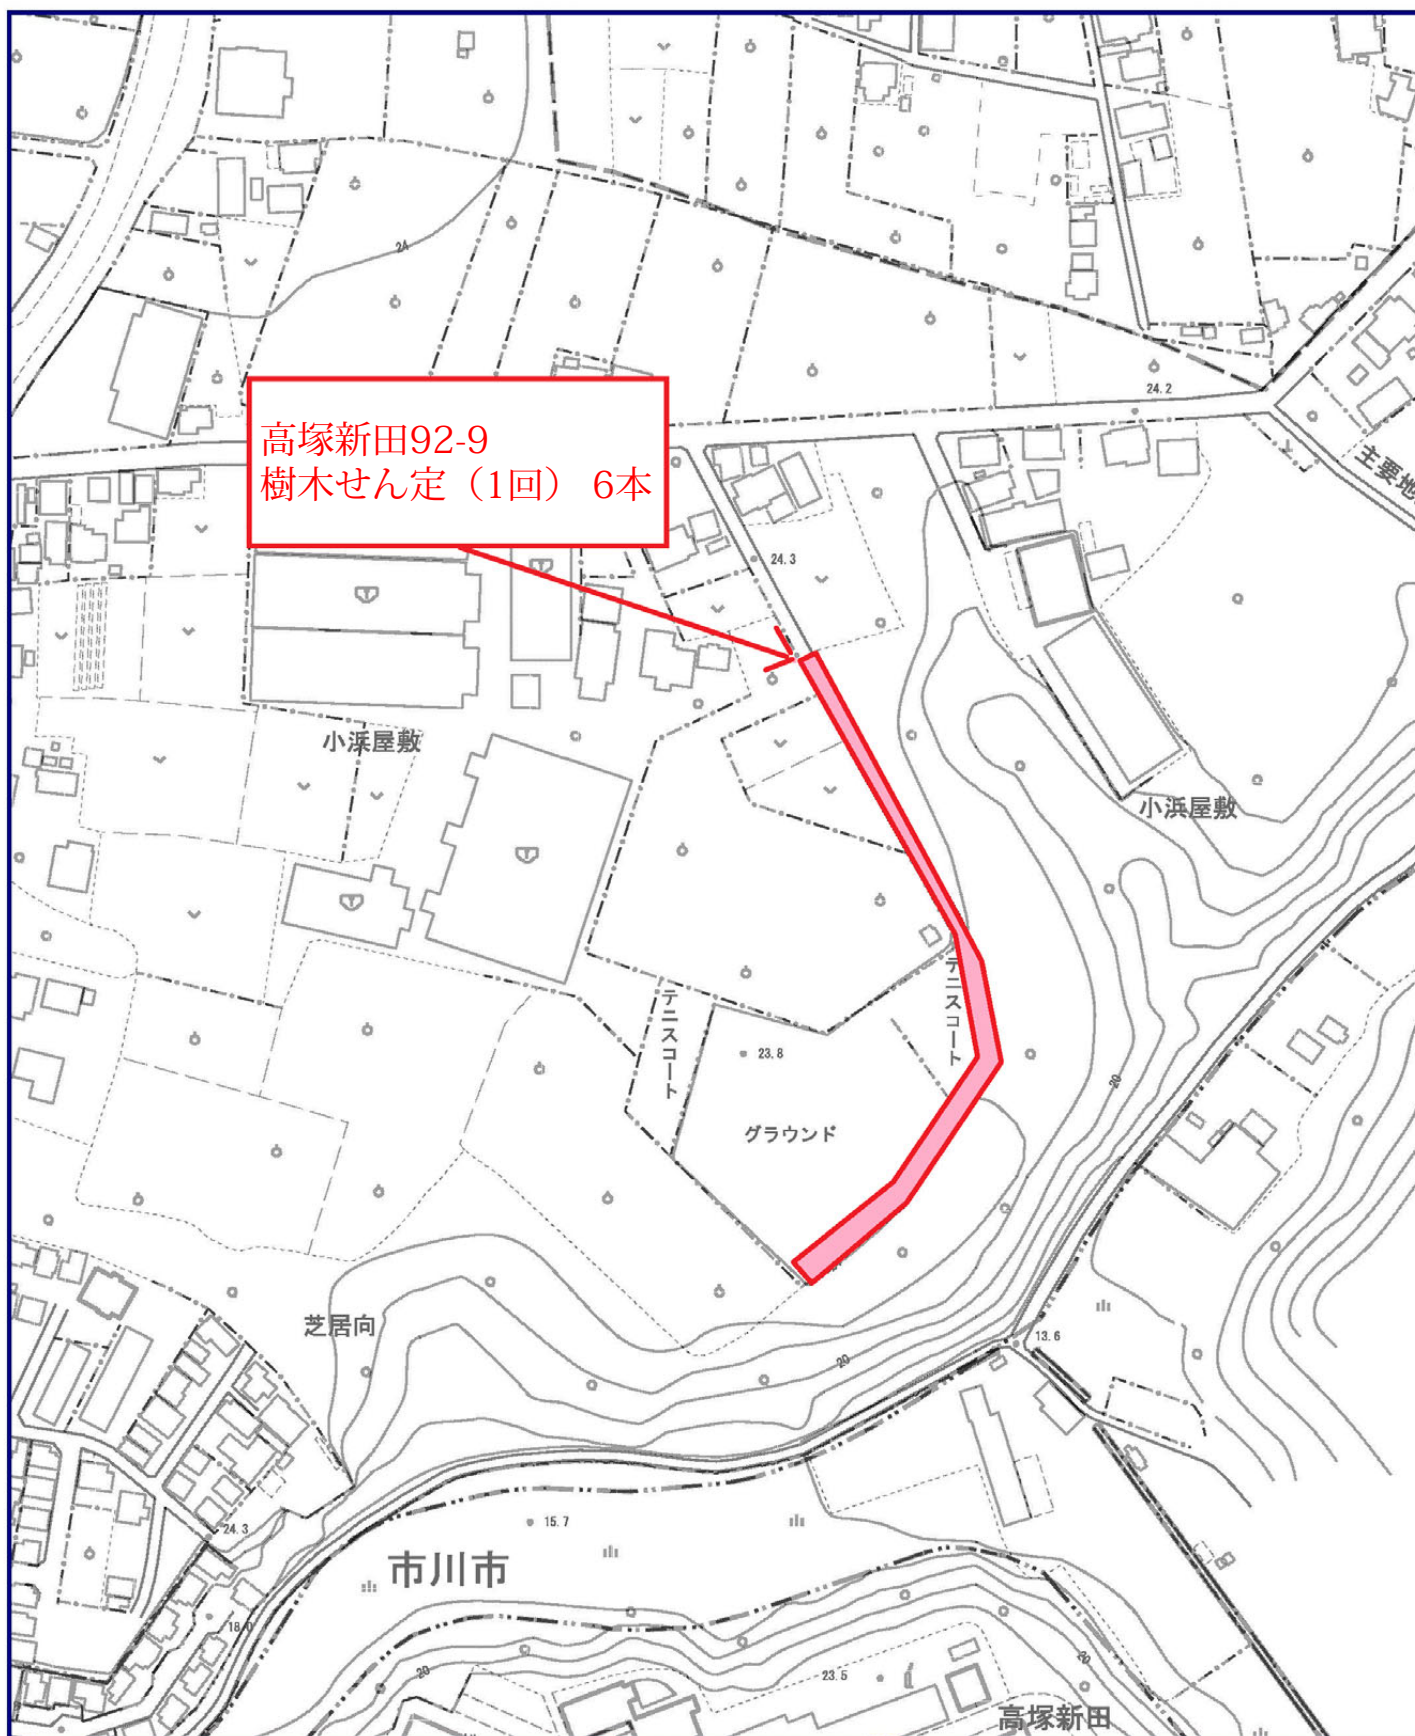 24
24.2
高塚新田92-9
樹木せん定（1回） 6本
主要地
24.3
小浜屋敷
小浜屋敷
テニスコート
テニスコート
23.8
グラウンド
20
芝居向
13.6
20
24.3
15.7
市川市
18.0
20
23.5
20
高塚新田